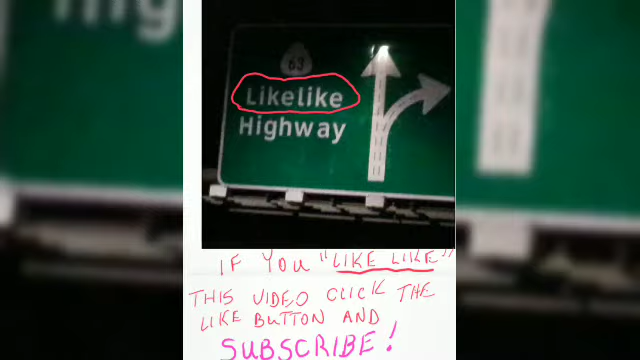 63
Likelike
Highway
IF YOU "LIKE LIKE"
THIS VIDEO CLICK THE
LIKE BUTTON AND
SUBSCRIBE!